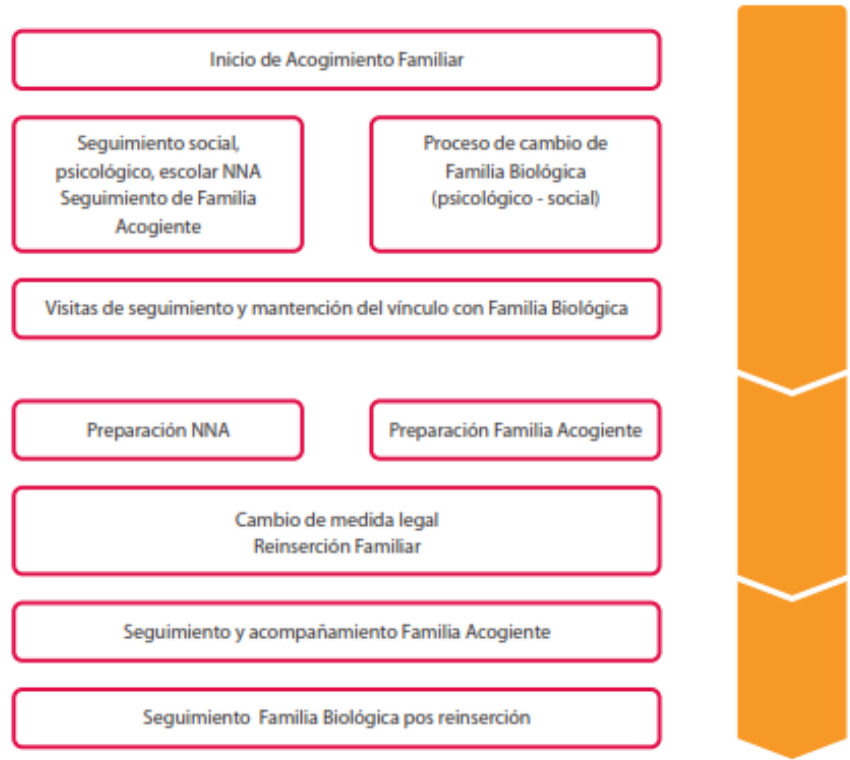 Inicio de Acogimiento Familiar
Seguimiento social,
psicológico, escolar NNA
Seguimiento de Familia
Acogiente
Proceso de cambio de
Familia Biológica
(psicológico - social)
Visitas de seguimiento y mantención del vínculo con Familia Biológica
Preparación NNA
Preparación Familia Acogiente
Cambio de medida legal
Reinserción Familiar
Seguimiento y acompañamiento Familia Acogiente
Seguimiento Familia Biológica pos reinserción